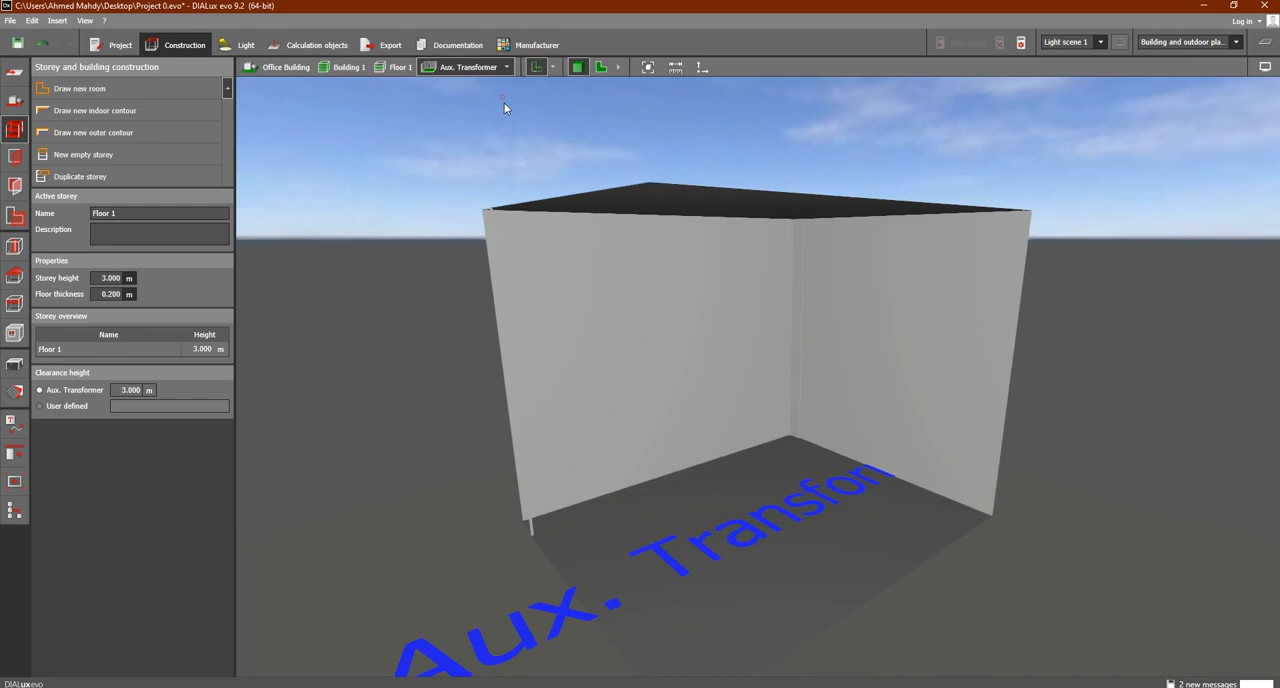 C:\Users\Ahmed Mahdy\Desktop\Project 0.evo* - DIALux evo 9.2 (64-bit)
File Edit Insert View ?
Log in
Project Construction Light Calculation objects Export Documentation Manufacturer
Light scene 1 Building and outdoor pla...
Storey and building construction
Office Building Building 1 Floor 1 Aux. Transformer
Draw new room
Draw new indoor contour
Draw new outer contour
New empty storey
Duplicate storey
Active storey
Name Floor 1
Description
Properties
Storey height 3.000 m
Floor thickness 0.200 m
Storey overview
Name Height
Floor 1 3.000 m
Clearance height
Aux. Transformer 3.000 m
User defined
Aux. Transfor
DIALux evo
2 new messages